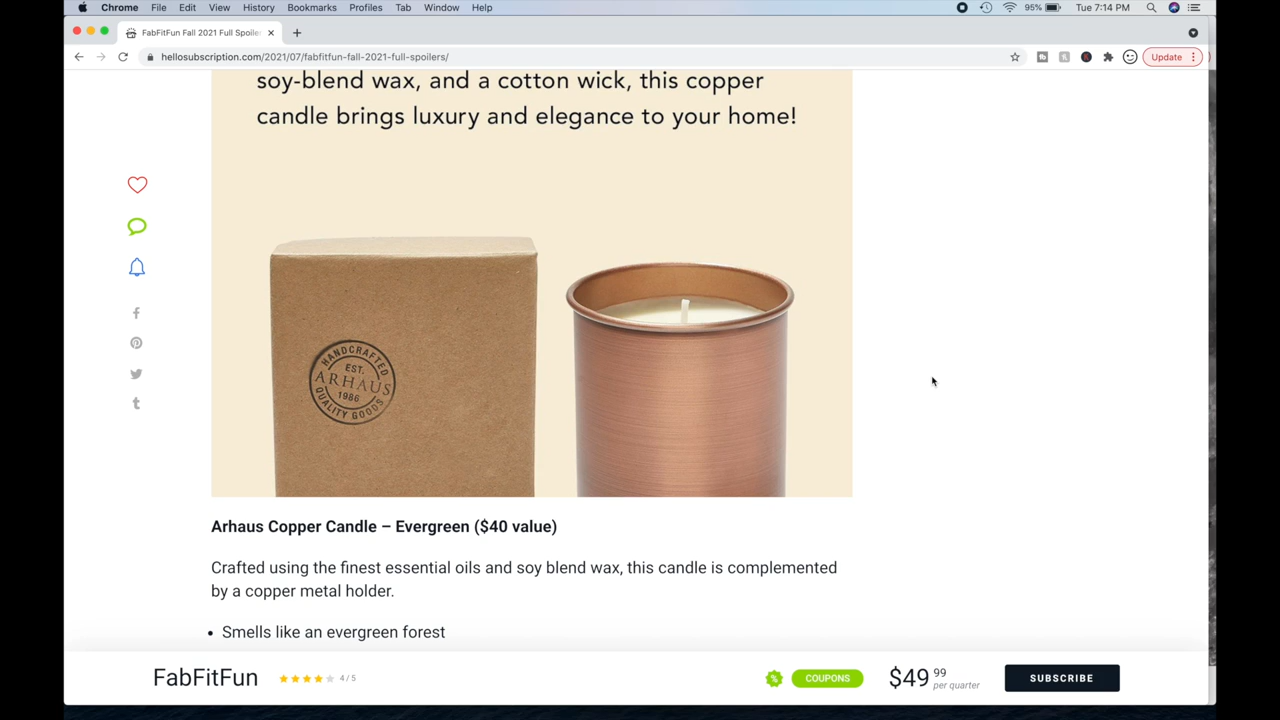 Chrome File Edit View History Bookmarks Profiles Tab Window Help 95% Tue 7:14 PM
FabFitFun Fall 2021 Full Spoiler
hellosubscription.com/2021/07/fabfitfun-fall-2021-full-spoilers/ Update
soy-blend wax, and a cotton wick, this copper
candle brings luxury and elegance to your home!
HANDCRAFTED
EST.
ARHAUS
1986
QUALITY GOODS
Arhaus Copper Candle – Evergreen ($40 value)
Crafted using the finest essential oils and soy blend wax, this candle is complemented
by a copper metal holder.
• Smells like an evergreen forest
FabFitFun 4 / 5 COUPONS $49 99 per quarter SUBSCRIBE